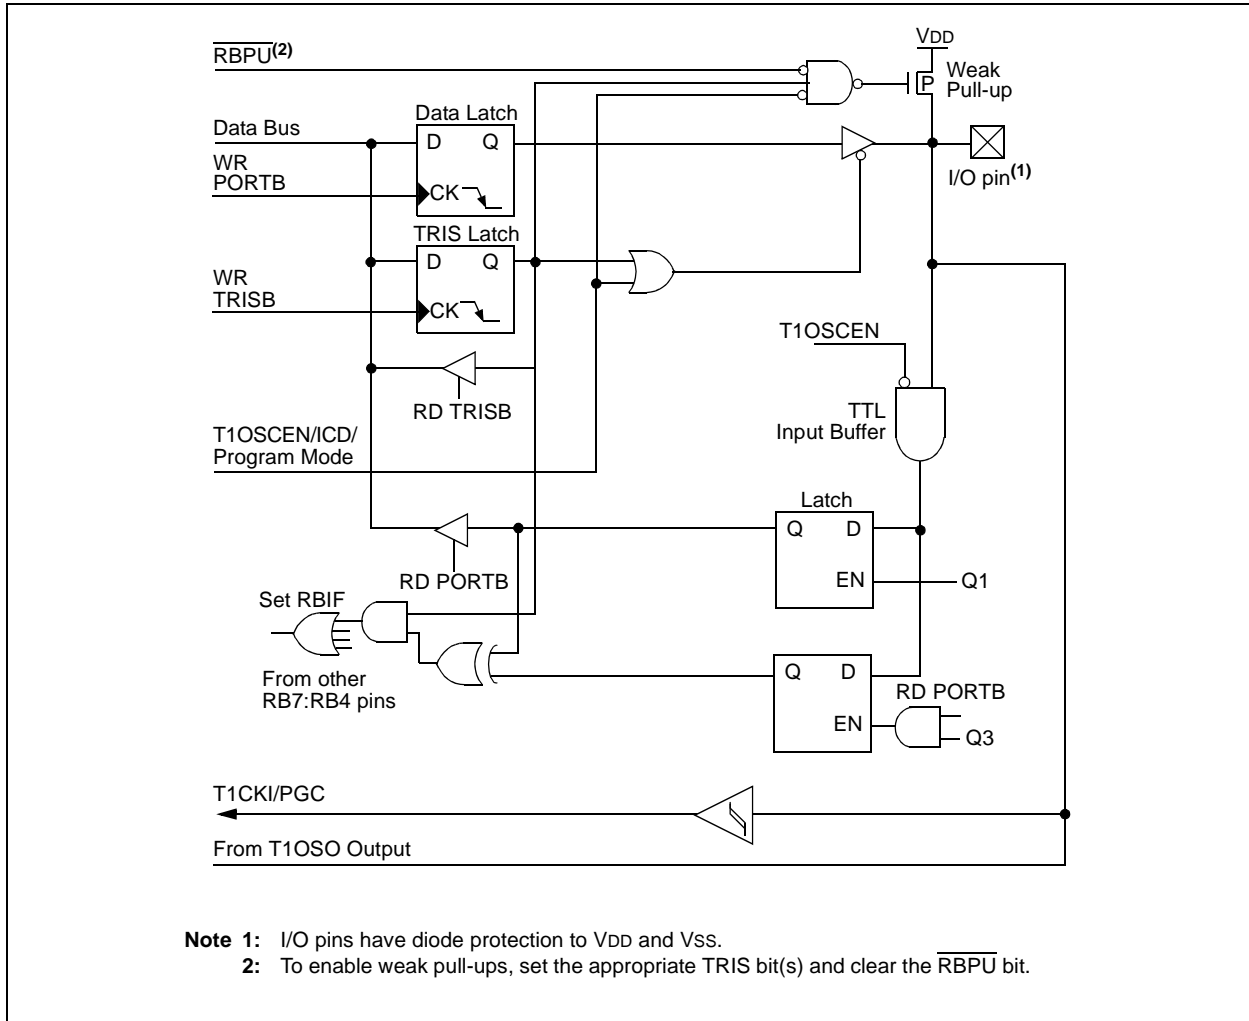 VDD
RBPU(2)
Weak
Pull-up
P
Data Bus
Data Latch
D Q
WR
PORTB
CK
I/O pin(1)
TRIS Latch
D Q
WR
TRISB
CK
T1OSCEN
RD TRISB
TTL
Input Buffer
T1OSCEN/ICD/
Program Mode
Latch
Q D
EN
Q1
RD PORTB
Set RBIF
From other
RB7:RB4 pins
Q D
RD PORTB
EN
Q3
T1CKI/PGC
From T1OSO Output
Note 1: I/O pins have diode protection to VDD and VSS.
2: To enable weak pull-ups, set the appropriate TRIS bit(s) and clear the RBPU bit.